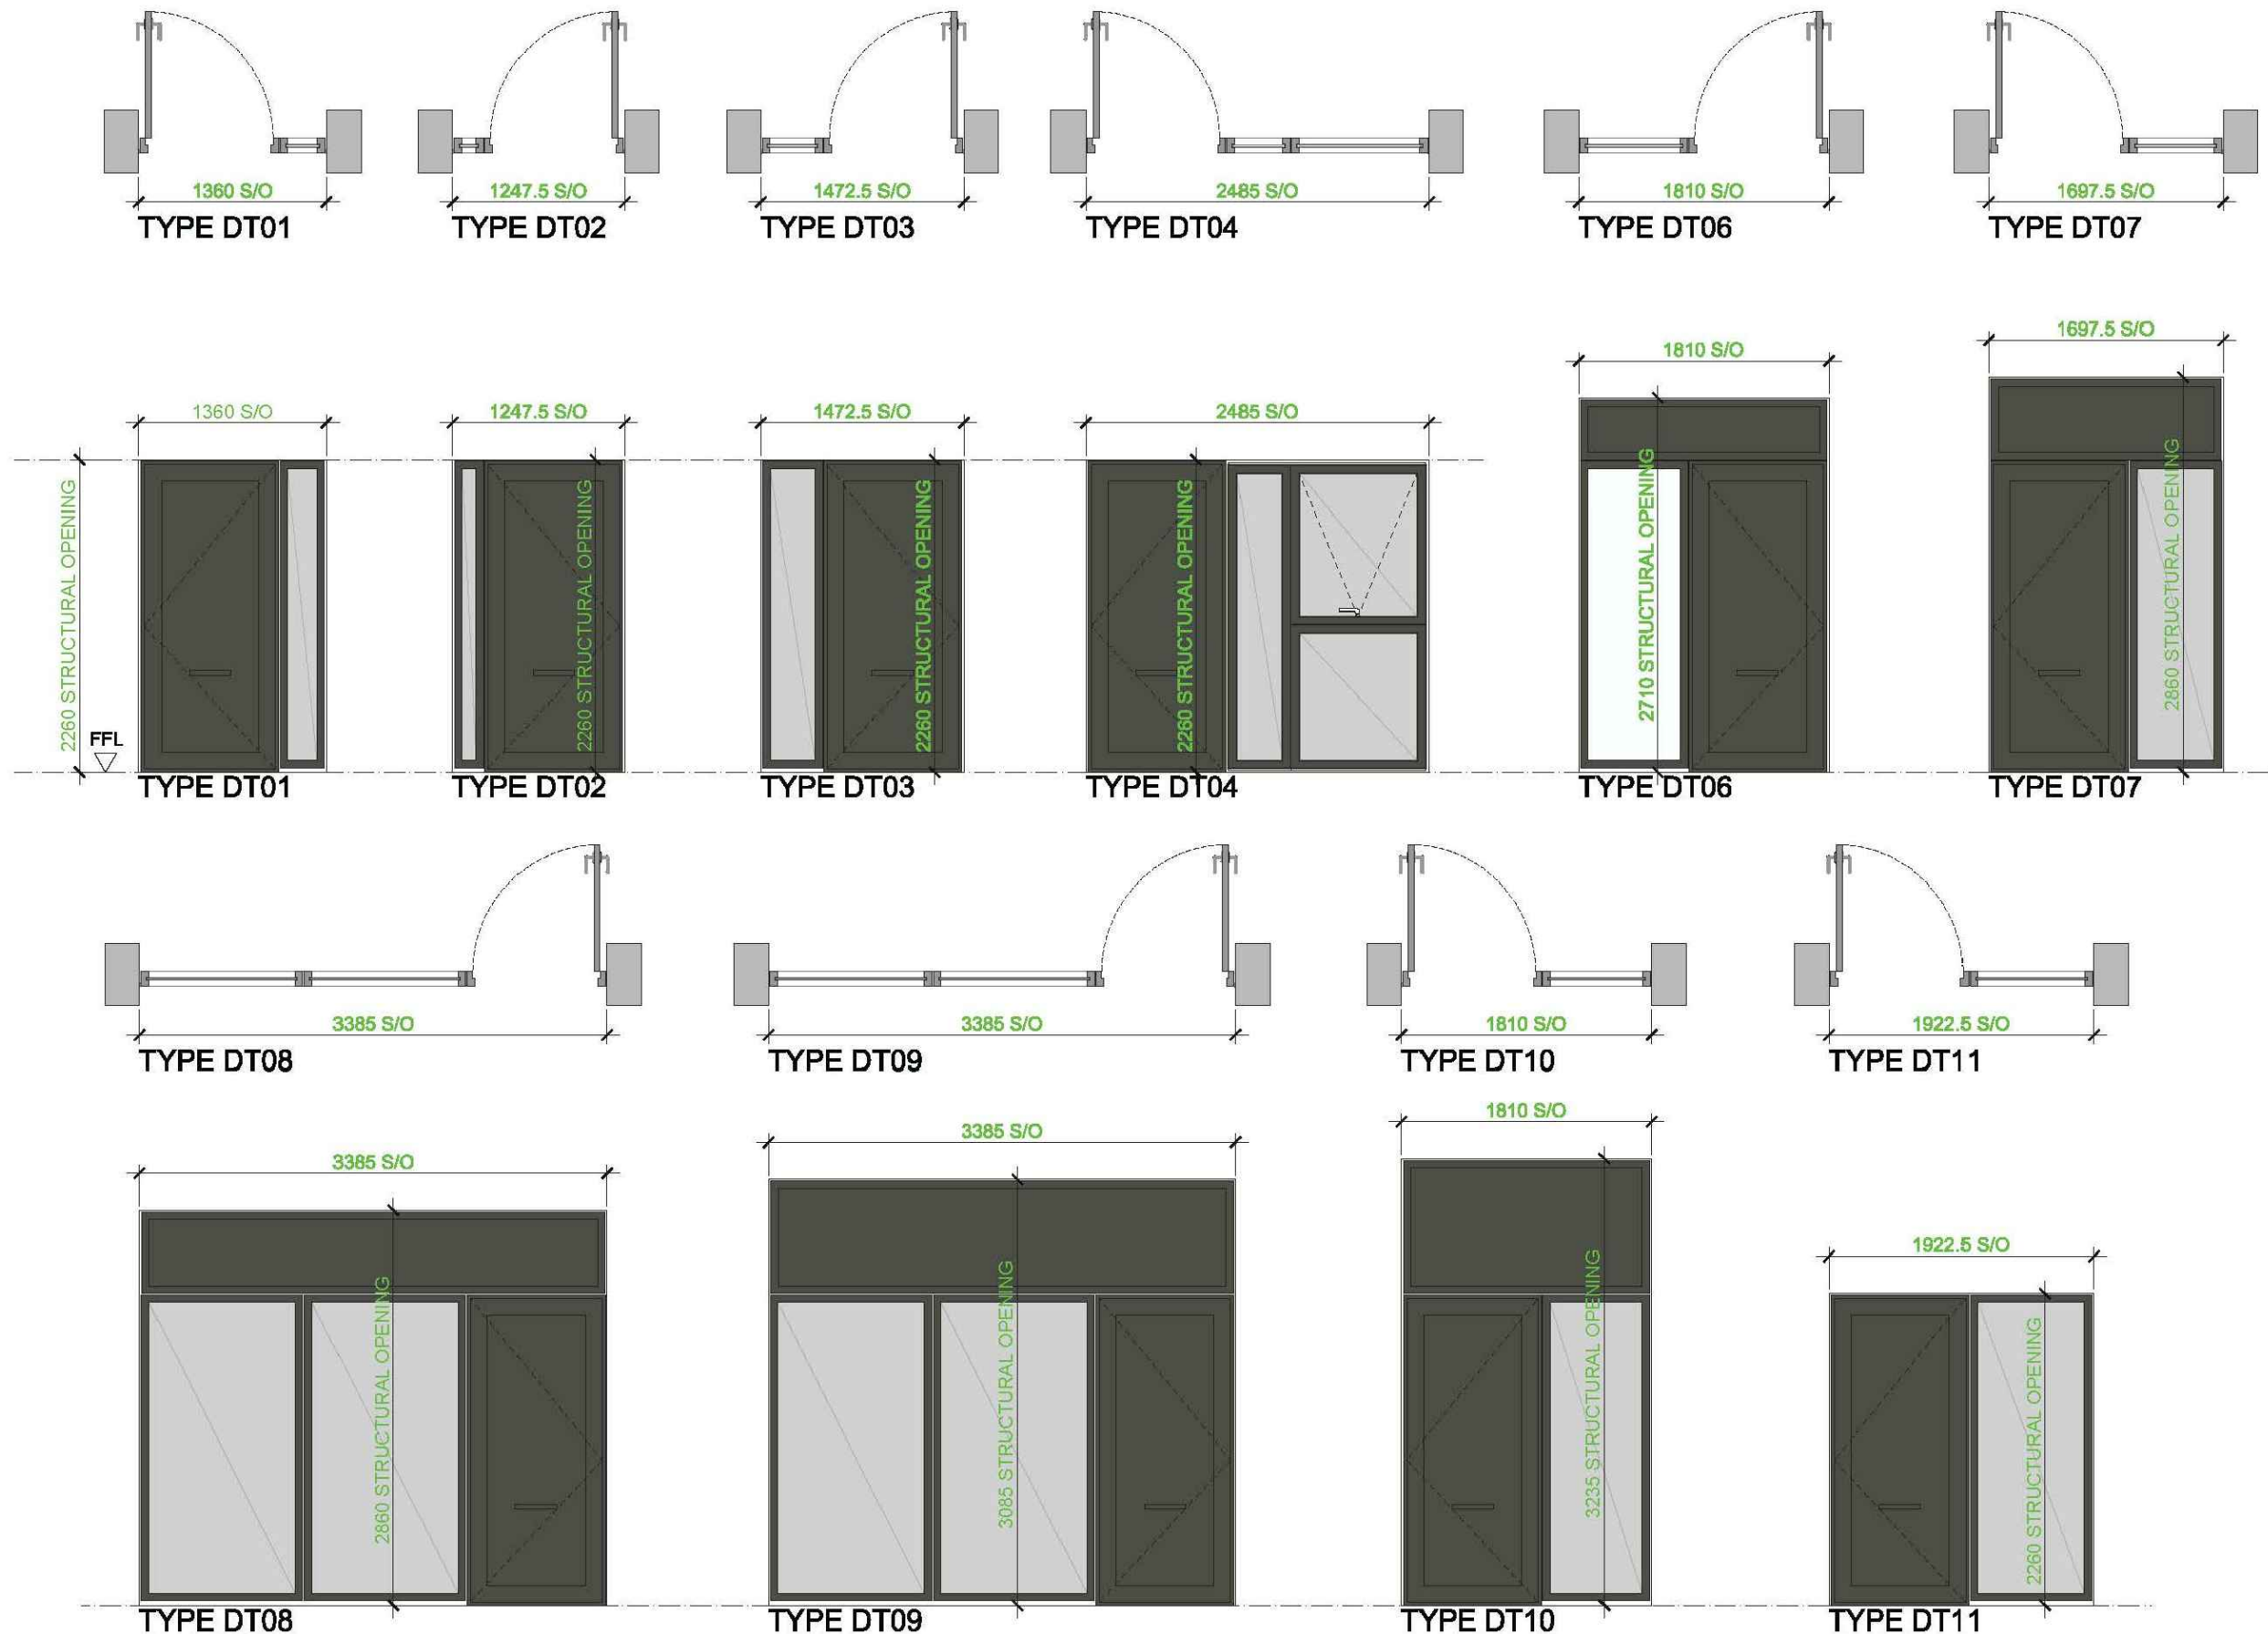 1360 S/O
1247.5 S/O
1472.5 S/O
2485 S/O
1810 S/O
1697.5 S/O
TYPE DT01
TYPE DT02
TYPE DT03
TYPE DT04
TYPE DT06
TYPE DT07
1360 S/O
1247.5 S/O
1472.5 S/O
2485 S/O
1810 S/O
1697.5 S/O
2260 STRUCTURAL OPENING
FFL
2260 STRUCTURAL OPENING
2260 STRUCTURAL OPENING
2260 STRUCTURAL OPENING
2710 STRUCTURAL OPENING
2860 STRUCTURAL OPENING
TYPE DT01
TYPE DT02
TYPE DT03
TYPE DT04
TYPE DT06
TYPE DT07
3385 S/O
3385 S/O
1810 S/O
1922.5 S/O
TYPE DT08
TYPE DT09
TYPE DT10
TYPE DT11
3385 S/O
3385 S/O
1810 S/O
1922.5 S/O
2860 STRUCTURAL OPENING
3085 STRUCTURAL OPENING
3235 STRUCTURAL OPENING
2260 STRUCTURAL OPENING
TYPE DT08
TYPE DT09
TYPE DT10
TYPE DT11